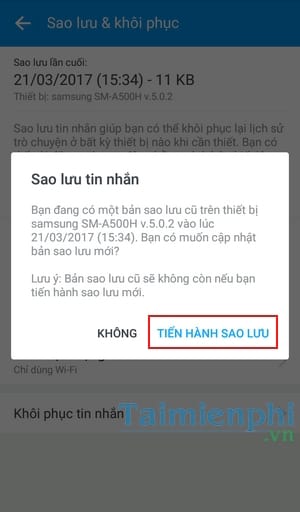 Sao lưu & khôi phục
Sao lưu lần cuối:
21/03/2017 (15:34) - 11 KB
Thiết bị: samsung SM-A500H v.5.0.2
Sao lưu tin nhắn giúp bạn có thể khôi phục lại lịch sử
trò chuyện ở bất kỳ thiết bị nào khi cần thiết. Bạn có
Sao lưu tin nhắn
Bạn đang có một bản sao lưu cũ trên thiết bị
samsung SM-A500H v.5.0.2 vào lúc
21/03/2017 (15:34). Bạn có muốn cập nhật
bản sao lưu mới?
Lưu ý: Bản sao lưu cũ sẽ không còn nếu bạn
tiến hành sao lưu mới.
KHÔNG TIẾN HÀNH SAO LƯU
Chỉ dùng Wi-Fi
Khôi phục tin nhắn
Taimienphi
.vn